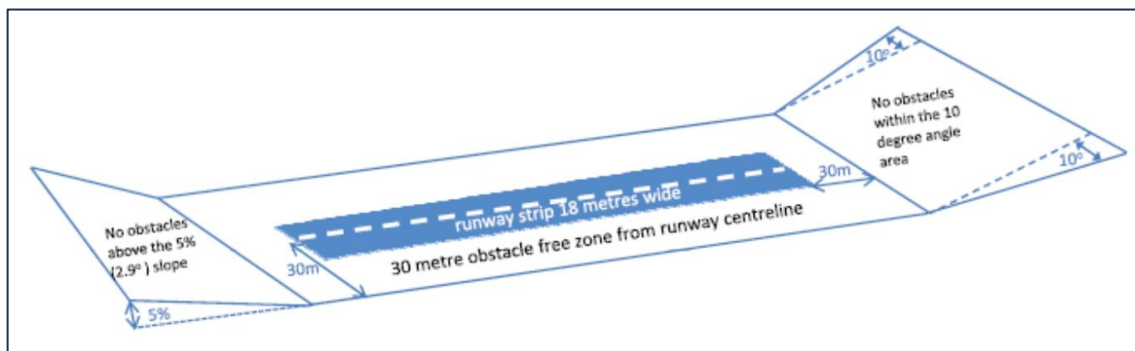 10°
No obstacles
within the 10
degree angle
area
10°
30m
runway strip 18 metres wide
30 metre obstacle free zone from runway centreline
30m
No obstacles
above the 5%
(2.9° ) slope
5%